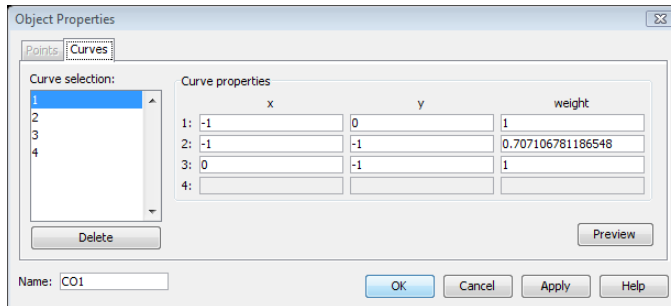 Object Properties
Points Curves
Curve selection: Curve properties
x y weight
1
2
3
4
1: -1 0 1
2: -1 -1 0.707106781186548
3: 0 -1 1
4:
Delete Preview
Name: CO1 OK Cancel Apply Help